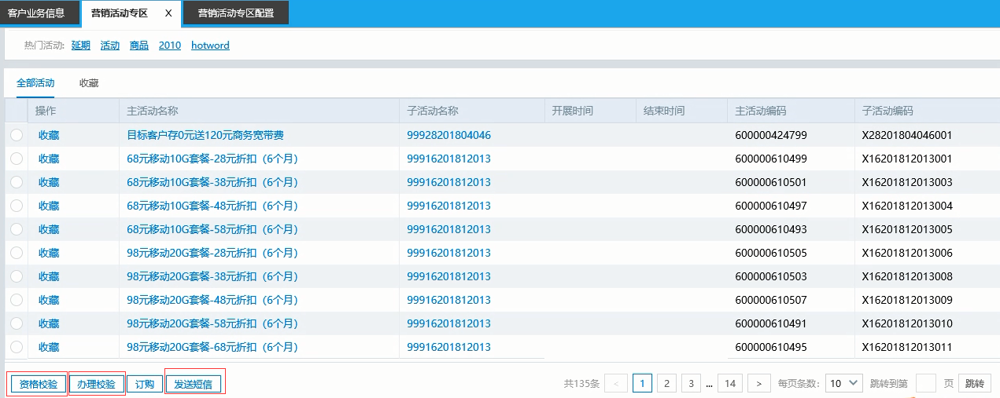 客户业务信息 营销活动专区 X 营销活动专区配置
热门活动: 延期 活动 商品 2010 hotword
全部活动 收藏
操作 主活动名称 子活动名称 开展时间 结束时间 主活动编码 子活动编码
收藏 目标客户存0元送120元商务宽带费 99928201804046 600000424799 X28201804046001
收藏 68元移动10G套餐-28元折扣（6个月） 99916201812013 600000610499 X16201812013001
收藏 68元移动10G套餐-38元折扣（6个月） 99916201812013 600000610501 X16201812013003
收藏 68元移动10G套餐-48元折扣（6个月） 99916201812013 600000610497 X16201812013004
收藏 68元移动10G套餐-58元折扣（6个月） 99916201812013 600000610493 X16201812013005
收藏 98元移动20G套餐-28元折扣（6个月） 99916201812013 600000610505 X16201812013006
收藏 98元移动20G套餐-38元折扣（6个月） 99916201812013 600000610503 X16201812013008
收藏 98元移动20G套餐-48元折扣（6个月） 99916201812013 600000610507 X16201812013009
收藏 98元移动20G套餐-58元折扣（6个月） 99916201812013 600000610491 X16201812013010
收藏 98元移动20G套餐-68元折扣（6个月） 99916201812013 600000610495 X16201812013011
资格校验 办理校验 订购 发送短信 共135条 < 1 2 3 ... 14 > 每页条数: 10 跳转到第 页 跳转